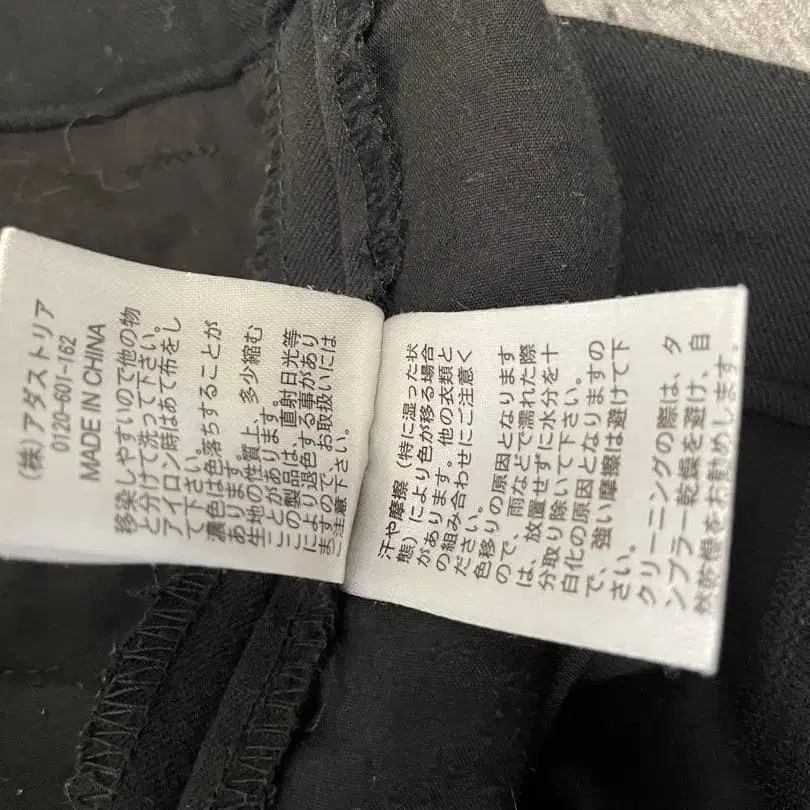 (株)アダストリア
0120-601-162
MADE IN CHINA
移染しやすいので他の物
と分けて洗って下さい。
アイロン時はあて布をし
て下さい。
濃色は色落ちすることが
あります。
生地の性質上、多少縮む
ことがあります。
この製品は、直射日光等
により退色する事があり
ますので、お取扱いには
ご注意下さい。
汗や摩擦(特に湿った状
態)により色が移る場合
があります。他の衣類と
の組み合わせにご注意く
ださい。
色移りの原因となります
ので、雨などで濡れた際
は、放置せずに水分を十
分取り除いて下さい。
白化の原因となりますの
で、強い摩擦は避けて下
さい。
クリーニングの際は、タ
ンブラー乾燥を避け、自
然乾燥をお勧めします。